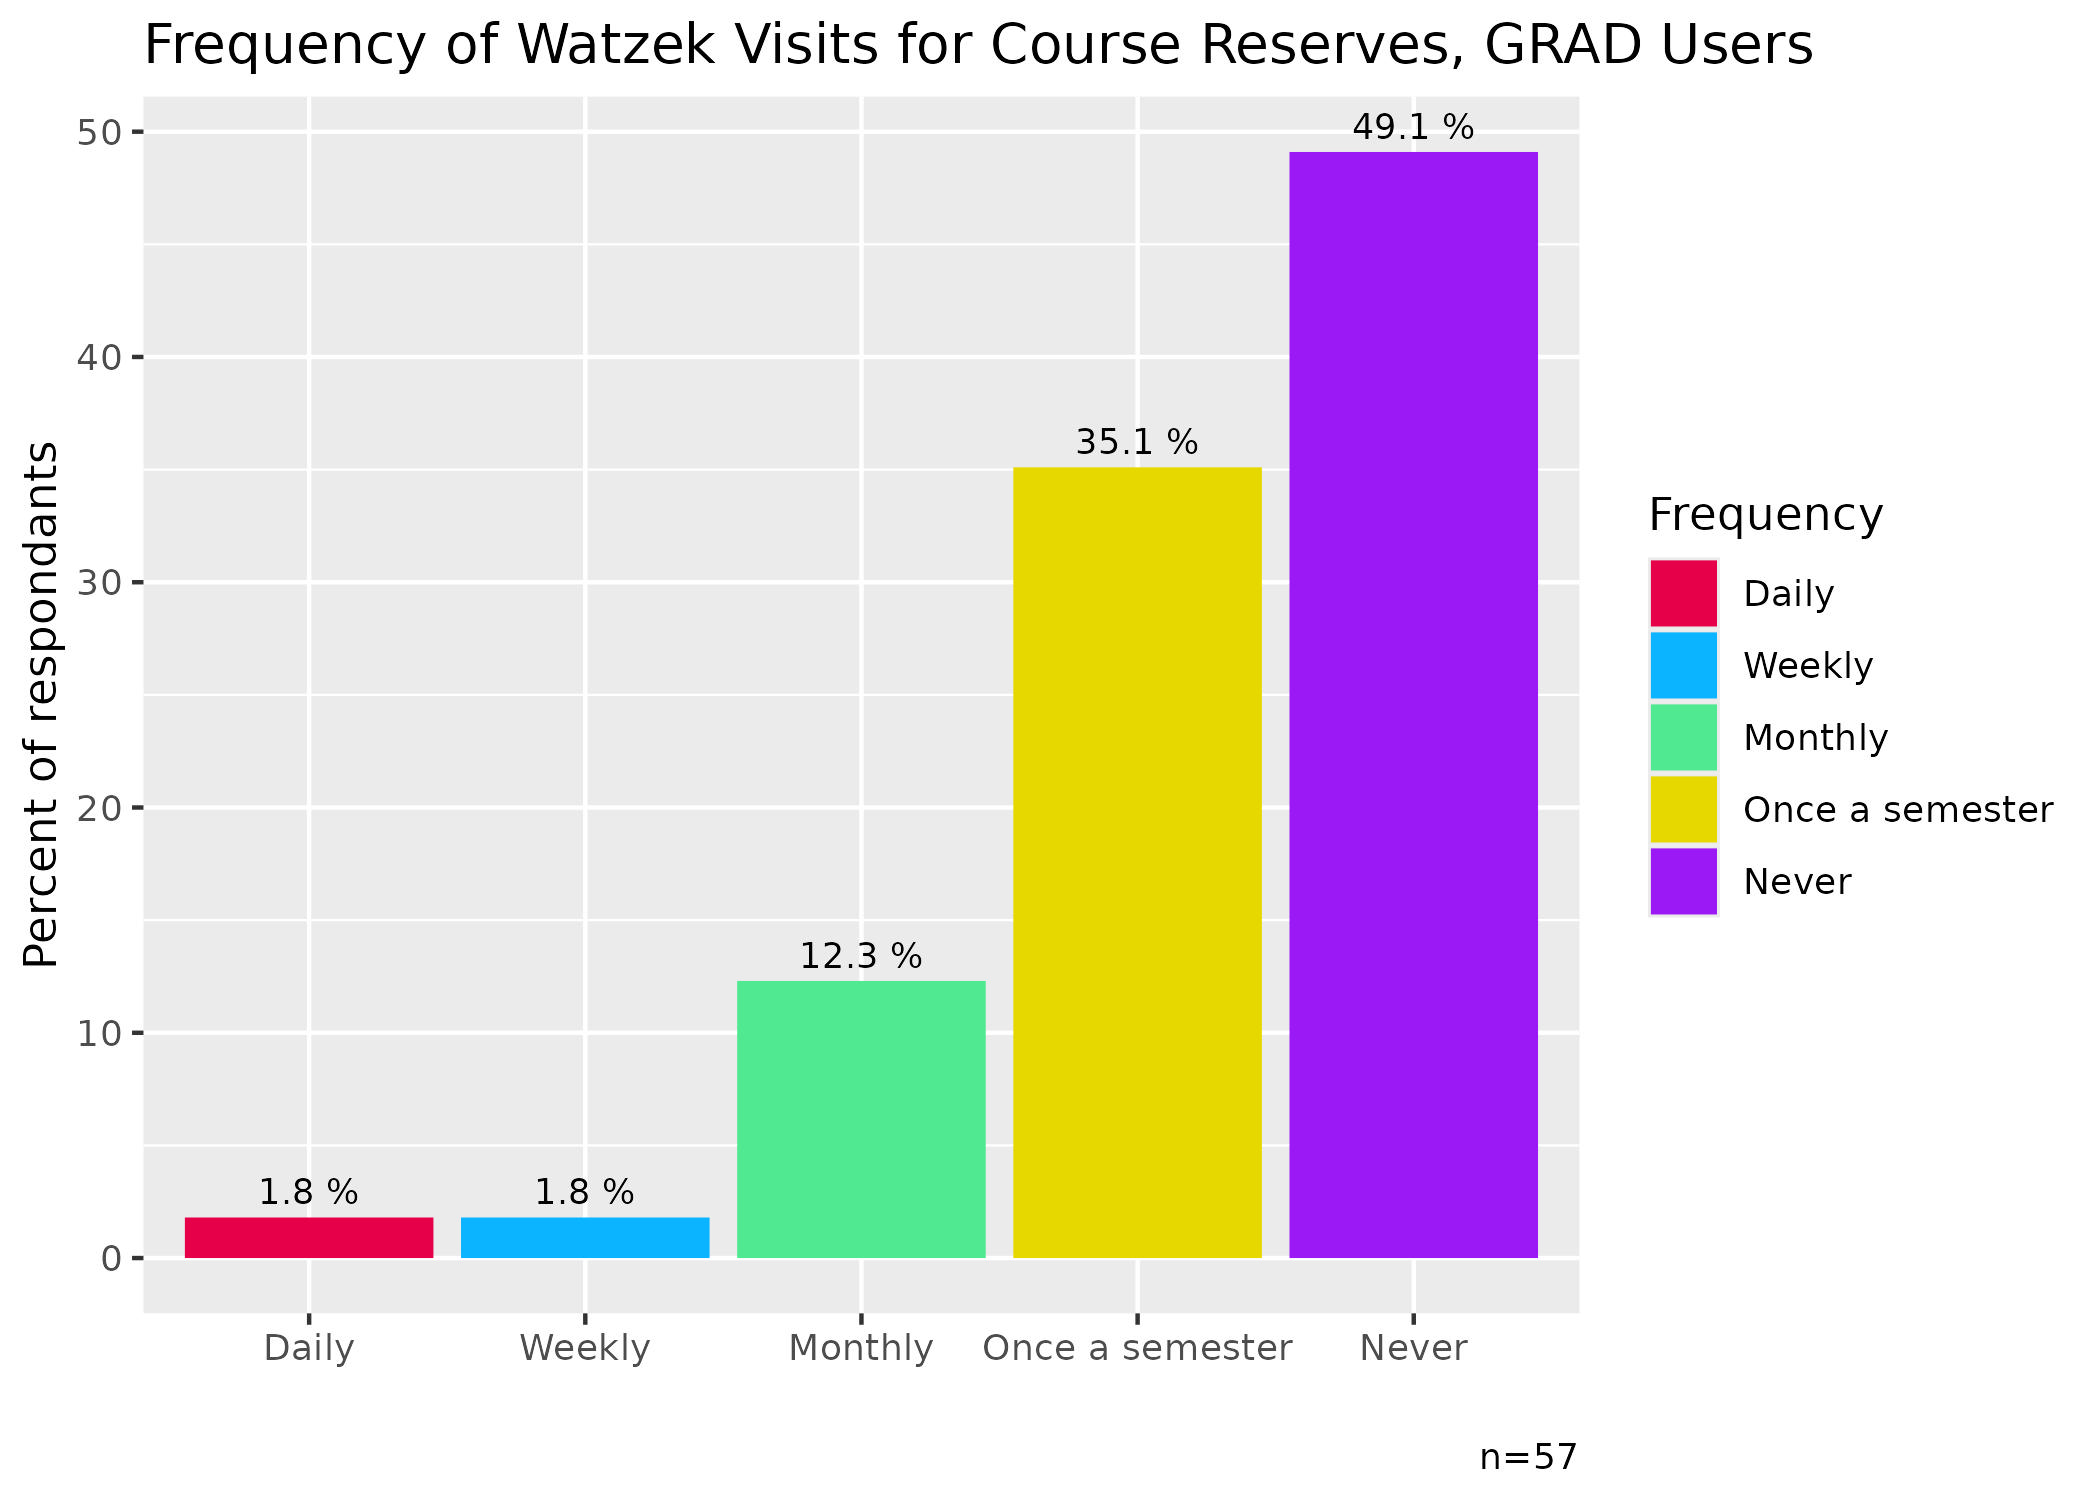 Frequency of Watzek Visits for Course Reserves, GRAD Users
Percent of respondants
50
40
30
20
10
0
1.8 %
1.8 %
12.3 %
35.1 %
49.1 %
Daily
Weekly
Monthly
Once a semester
Never
Frequency
Daily
Weekly
Monthly
Once a semester
Never
n=57